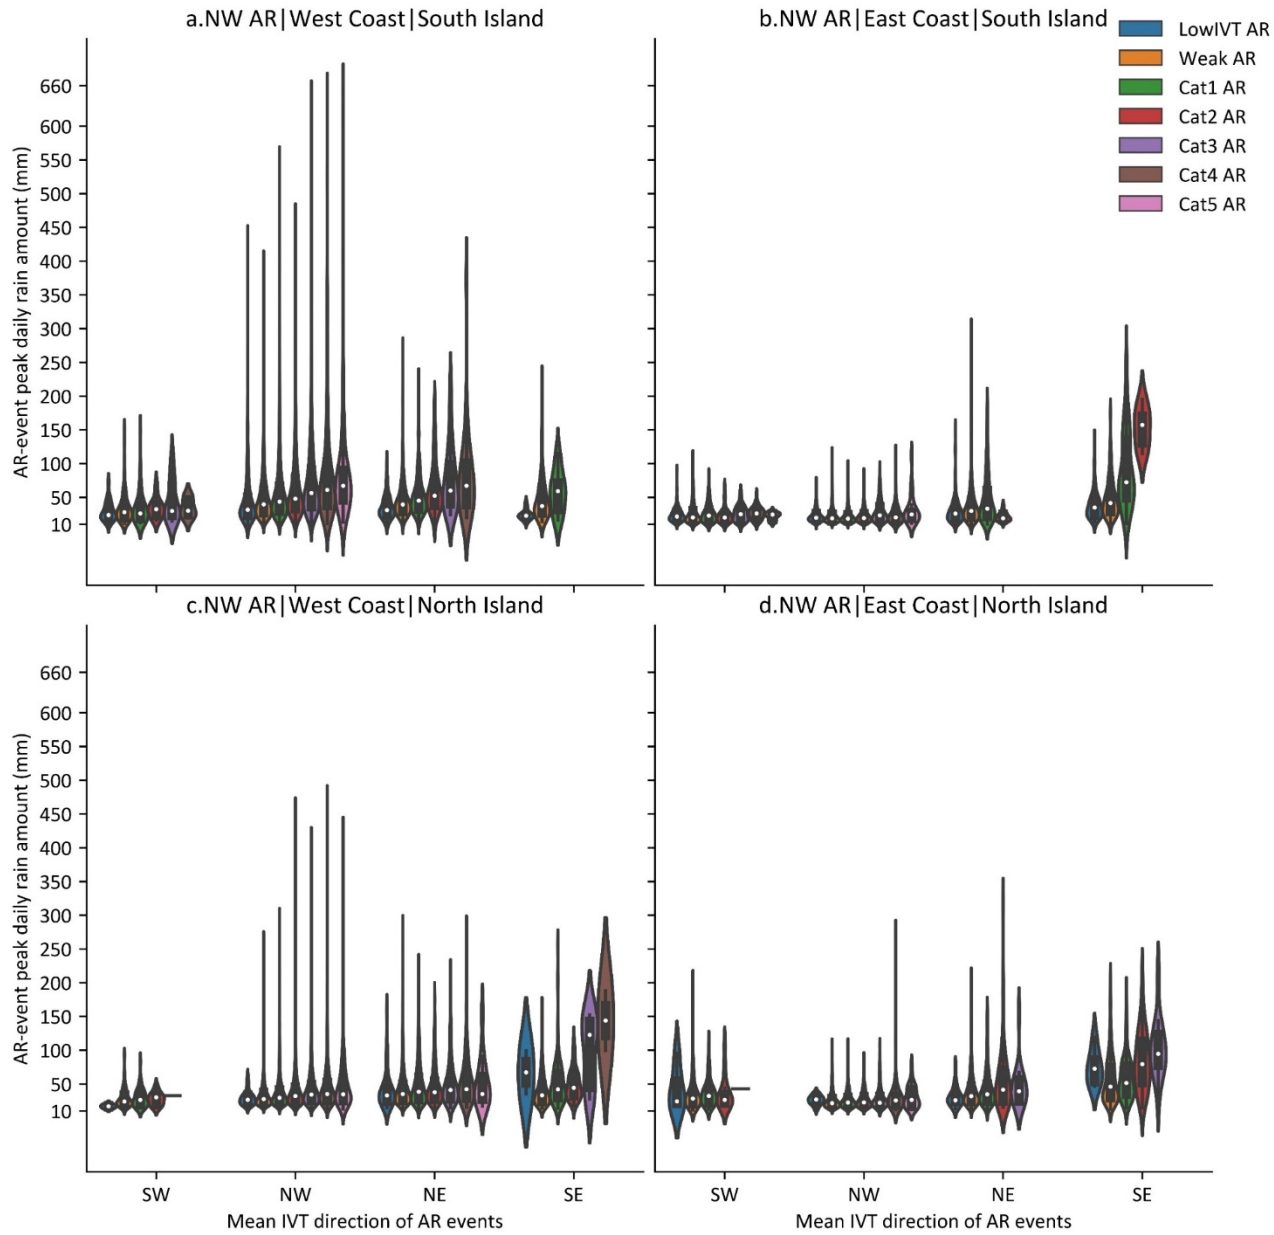 a.NW AR|West Coast|South Island
b.NW AR|East Coast|South Island
LowIVT AR
Weak AR
Cat1 AR
Cat2 AR
Cat3 AR
Cat4 AR
Cat5 AR
AR-event peak daily rain amount (mm)
660
600
550
500
450
400
350
300
250
200
150
100
50
10
c.NW AR|West Coast|North Island
d.NW AR|East Coast|North Island
AR-event peak daily rain amount (mm)
660
600
550
500
450
400
350
300
250
200
150
100
50
10
SW
NW
NE
SE
SW
NW
NE
SE
Mean IVT direction of AR events
Mean IVT direction of AR events